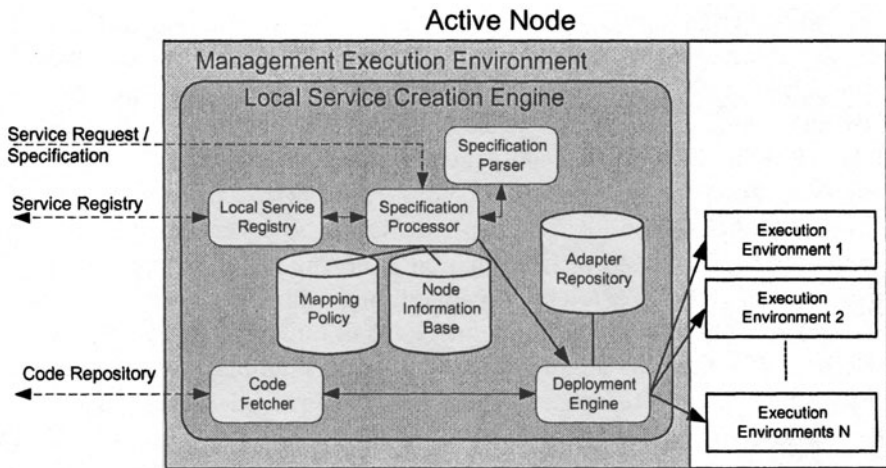 Active Node
Management Execution Environment
Local Service Creation Engine
Service Request /
Specification
Specification
Parser
Service Registry
Local Service
Registry
Specification
Processor
Execution
Environment 1
Adapter
Repository
Mapping
Policy
Node
Information
Base
Execution
Environment 2
Code Repository
Code
Fetcher
Deployment
Engine
Execution
Environments N